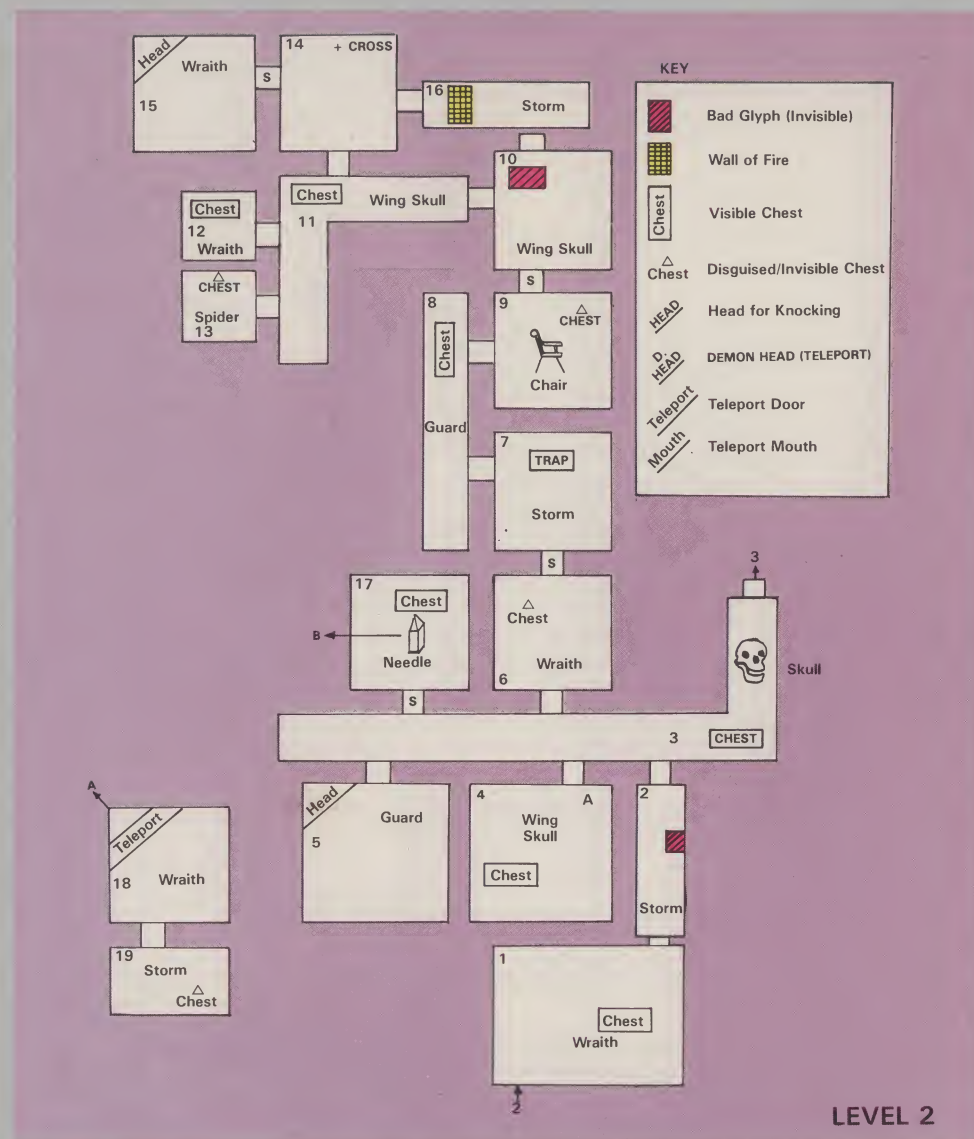 Head
Wraith
15
S
14
+ CROSS
16
Storm
KEY
Bad Glyph (Invisible)
Wall of Fire
Chest
Visible Chest
Chest
Disguised/Invisible Chest
HEAD
Head for Knocking
D. HEAD
DEMON HEAD (TELEPORT)
Teleport
Teleport Door
Mouth
Teleport Mouth
10
Wing Skull
S
Chest
11
Wing Skull
Chest
12
Wraith
CHEST
Spider
13
8
Chest
Guard
9
CHEST
Chair
7
TRAP
Storm
S
17
Chest
B
Needle
S
Chest
Wraith
6
3
Skull
3
CHEST
Head
Guard
5
4
A
Wing
Skull
Chest
2
Storm
A
Teleport
18
Wraith
19
Storm
Chest
1
Chest
Wraith
2
LEVEL 2